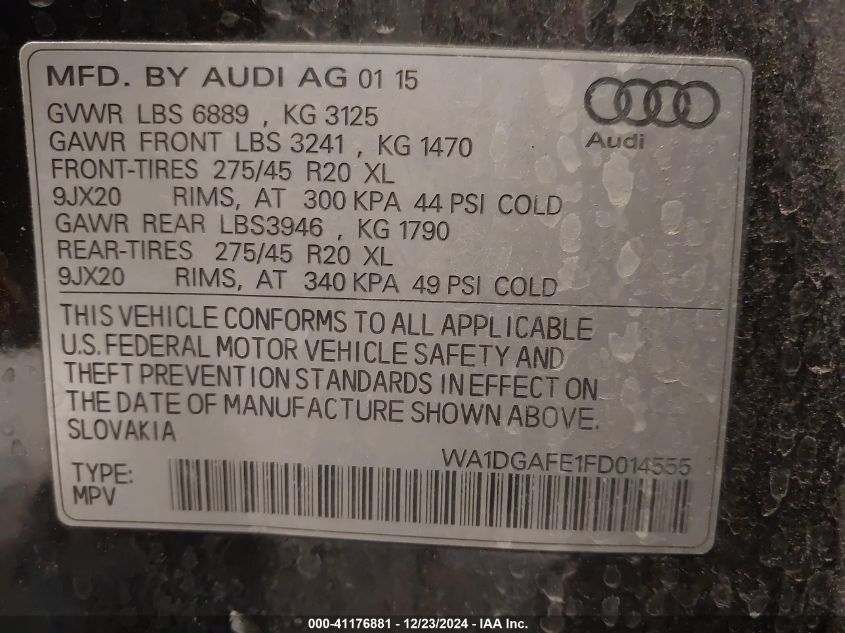 MFD. BY AUDI AG 01 15
GVWR LBS 6889 , KG 3125
GAWR FRONT LBS 3241 , KG 1470
FRONT-TIRES 275/45 R20 XL
9JX20 RIMS, AT 300 KPA 44 PSI COLD
GAWR REAR LBS3946 , KG 1790
REAR-TIRES 275/45 R20 XL
9JX20 RIMS, AT 340 KPA 49 PSI COLD
Audi
THIS VEHICLE CONFORMS TO ALL APPLICABLE
U.S. FEDERAL MOTOR VEHICLE SAFETY AND
THEFT PREVENTION STANDARDS IN EFFECT ON
THE DATE OF MANUFACTURE SHOWN ABOVE.
SLOVAKIA
WA1DGAFE1FD014555
TYPE:
MPV
000-41176881 - 12/23/2024 - IAA Inc.